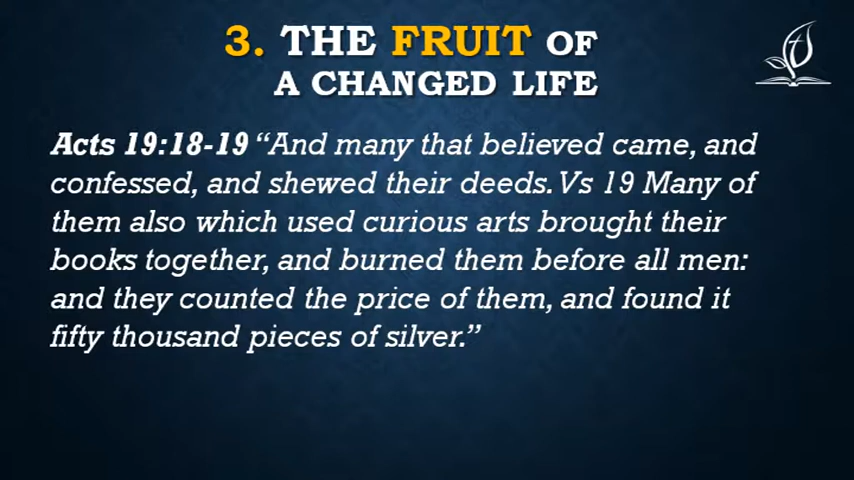 3. THE FRUIT OF
A CHANGED LIFE
Acts 19:18-19 “And many that believed came, and
confessed, and shewed their deeds. Vs 19 Many of
them also which used curious arts brought their
books together, and burned them before all men:
and they counted the price of them, and found it
fifty thousand pieces of silver.”